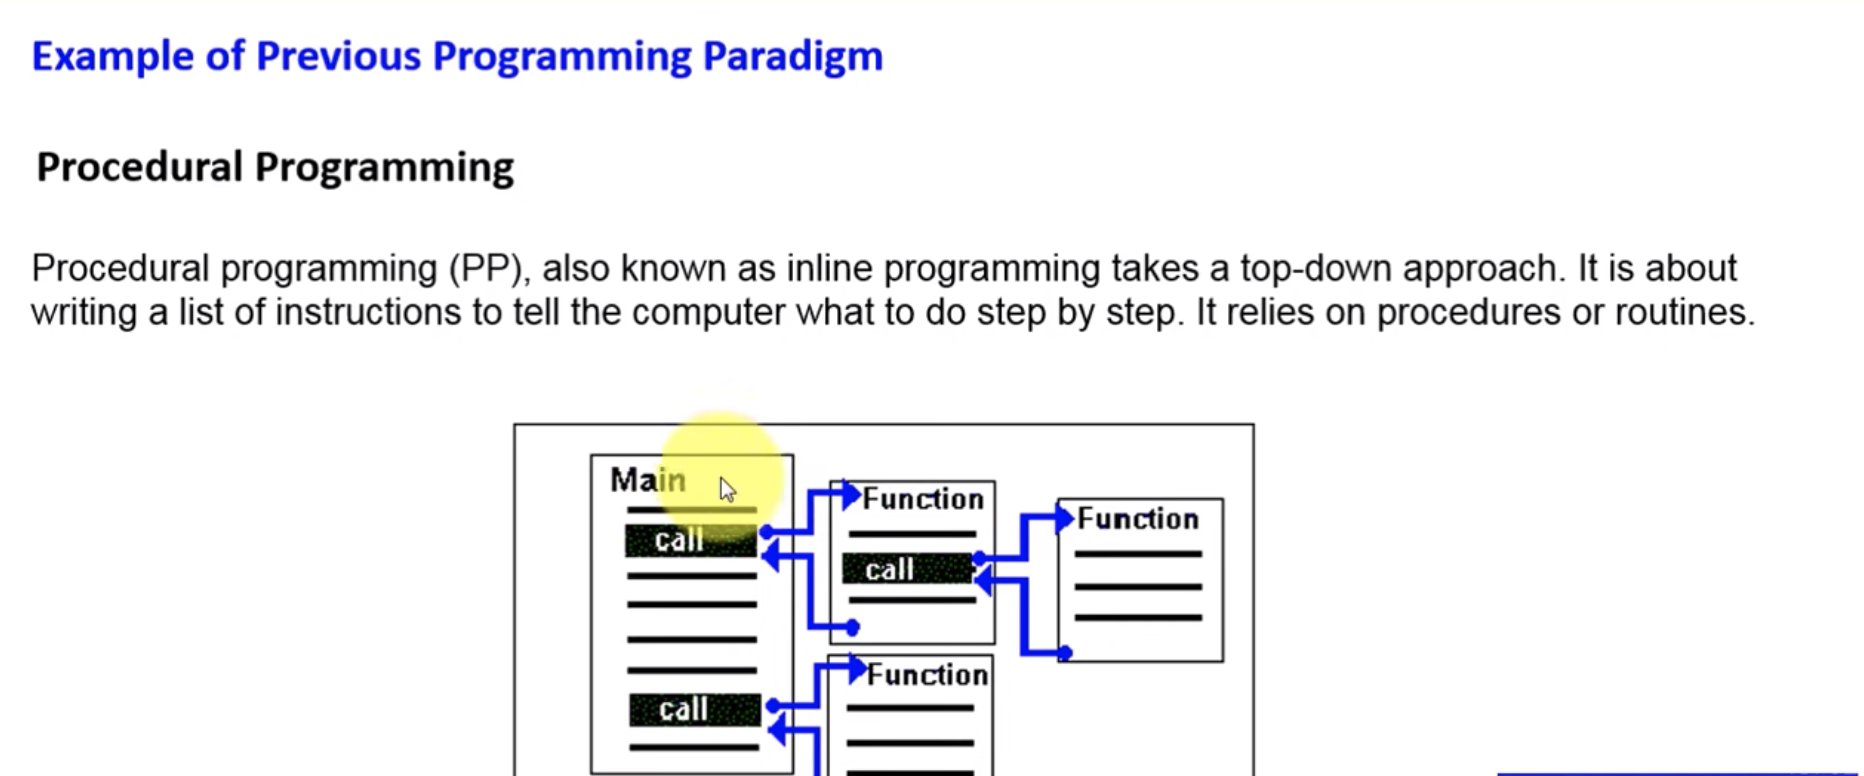 Example of Previous Programming Paradigm
Procedural Programming
Procedural programming (PP), also known as inline programming takes a top-down approach. It is about
writing a list of instructions to tell the computer what to do step by step. It relies on procedures or routines.
Main
call
Function
call
Function
call
Function